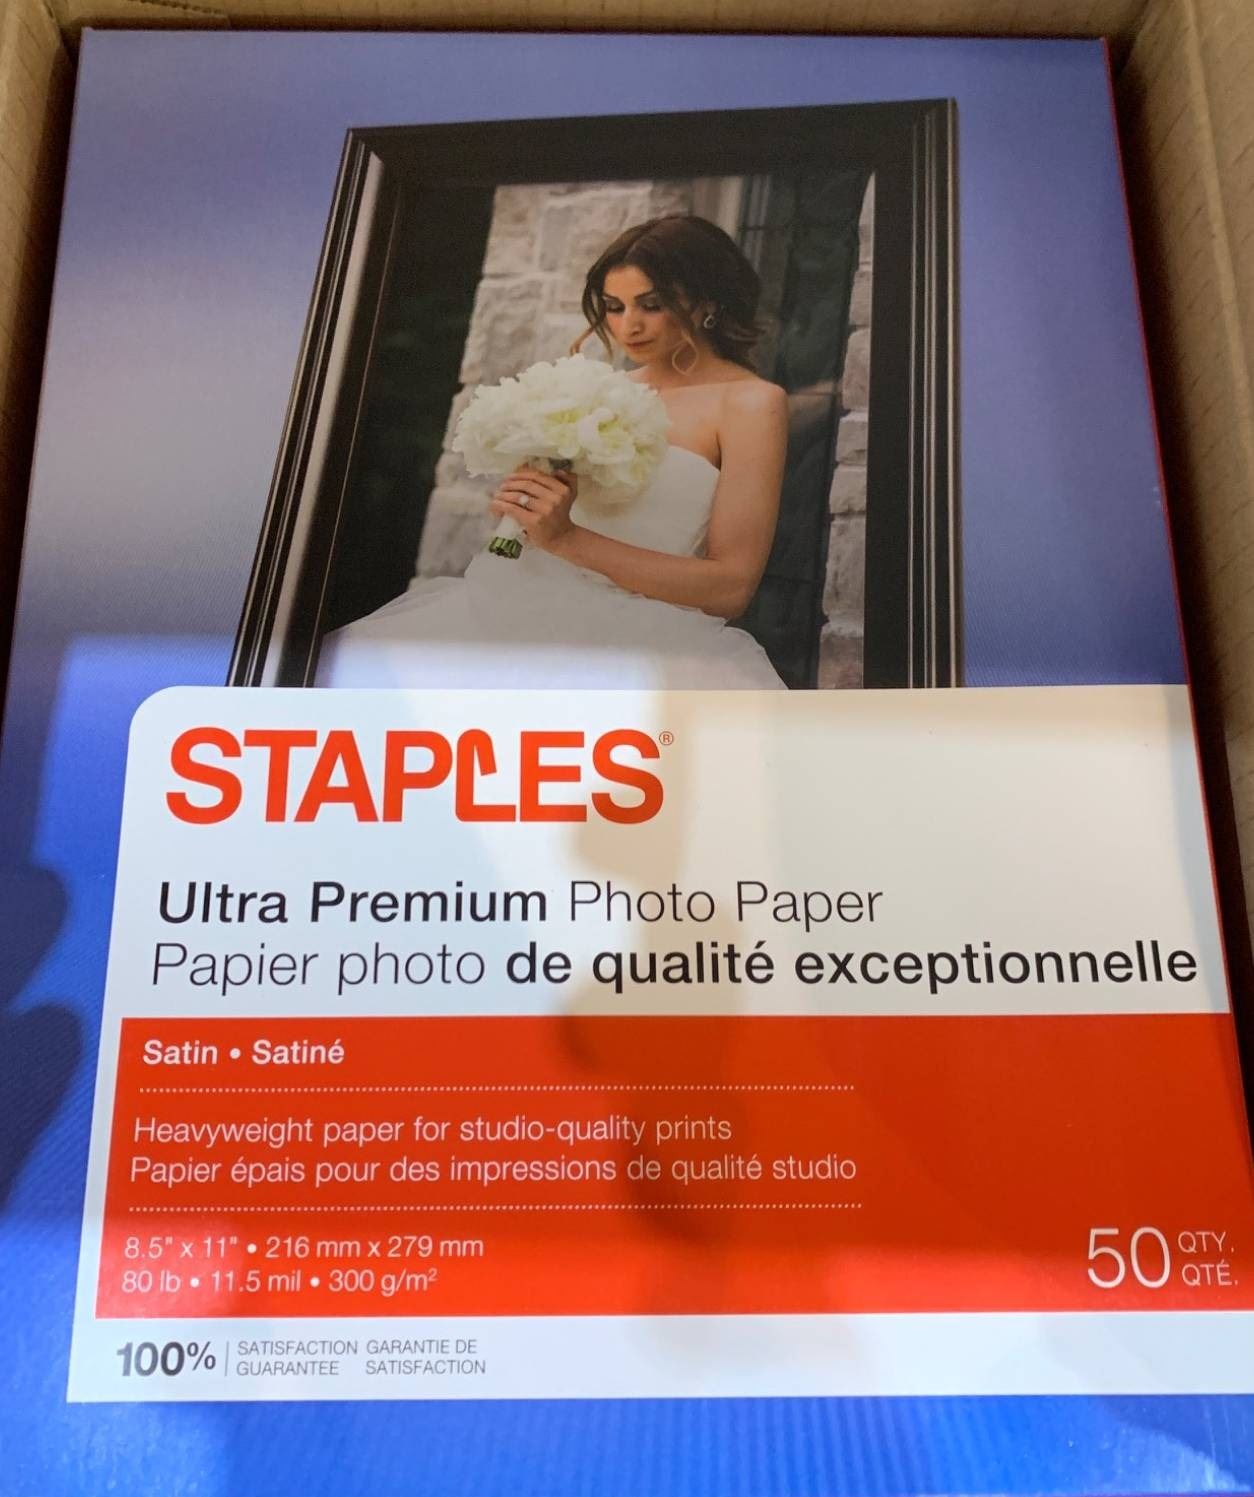 STAPLES®
Ultra Premium Photo Paper
Papier photo de qualité exceptionnelle
Satin • Satiné
Heavyweight paper for studio-quality prints
Papier épais pour des impressions de qualité studio
8.5" x 11" • 216 mm x 279 mm
80 lb • 11.5 mil • 300 g/m²
50 QTY.
QTÉ.
100% SATISFACTION GARANTIE DE
GUARANTEE SATISFACTION